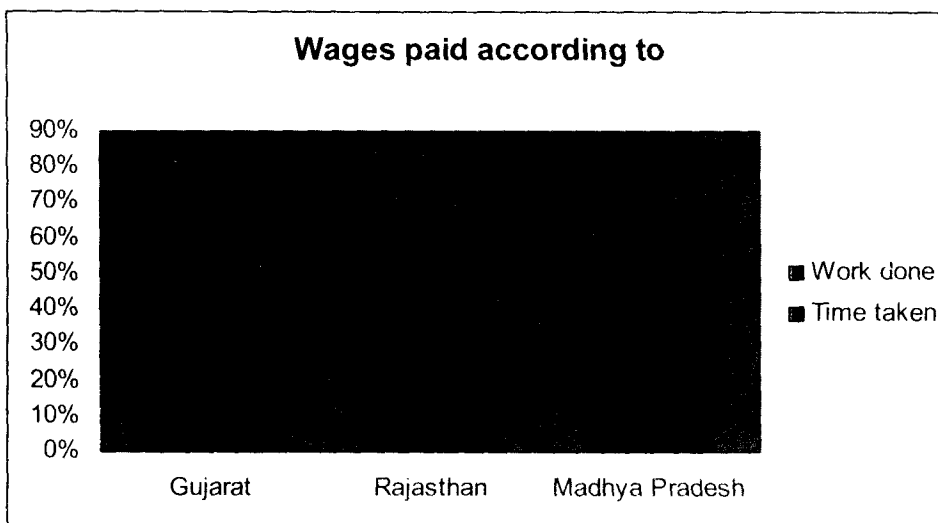 Wages paid according to
90%
80%
70%
60%
50%
40%
30%
20%
10%
0%
Work done
Time taken
Gujarat Rajasthan Madhya Pradesh